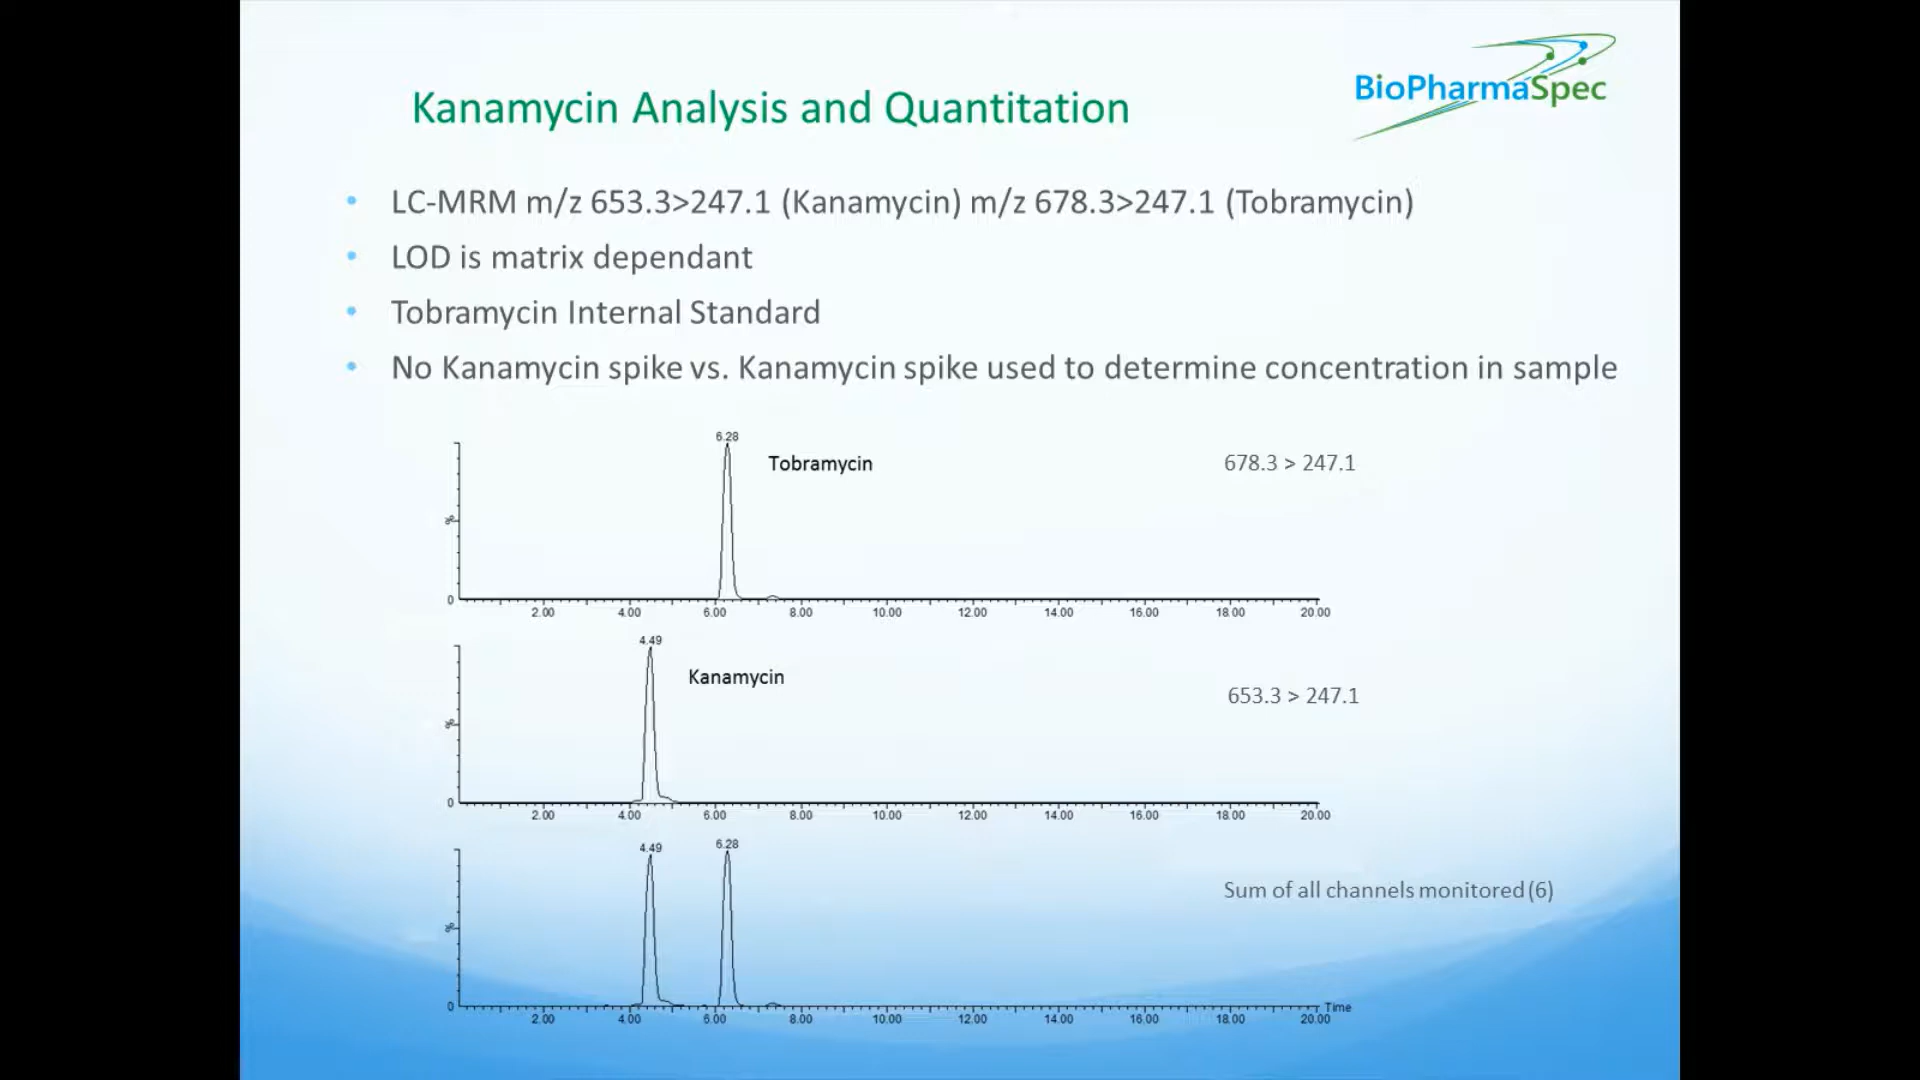 BioPharmaSpec
Kanamycin Analysis and Quantitation
• LC-MRM m/z 653.3>247.1 (Kanamycin) m/z 678.3>247.1 (Tobramycin)
• LOD is matrix dependant
• Tobramycin Internal Standard
• No Kanamycin spike vs. Kanamycin spike used to determine concentration in sample
6.28
Tobramycin
678.3 > 247.1
%
0
2.00 4.00 6.00 8.00 10.00 12.00 14.00 16.00 18.00 20.00
4.49
Kanamycin
653.3 > 247.1
%
0
2.00 4.00 6.00 8.00 10.00 12.00 14.00 16.00 18.00 20.00
4.49 6.28
Sum of all channels monitored (6)
%
0
Time
2.00 4.00 6.00 8.00 10.00 12.00 14.00 16.00 18.00 20.00